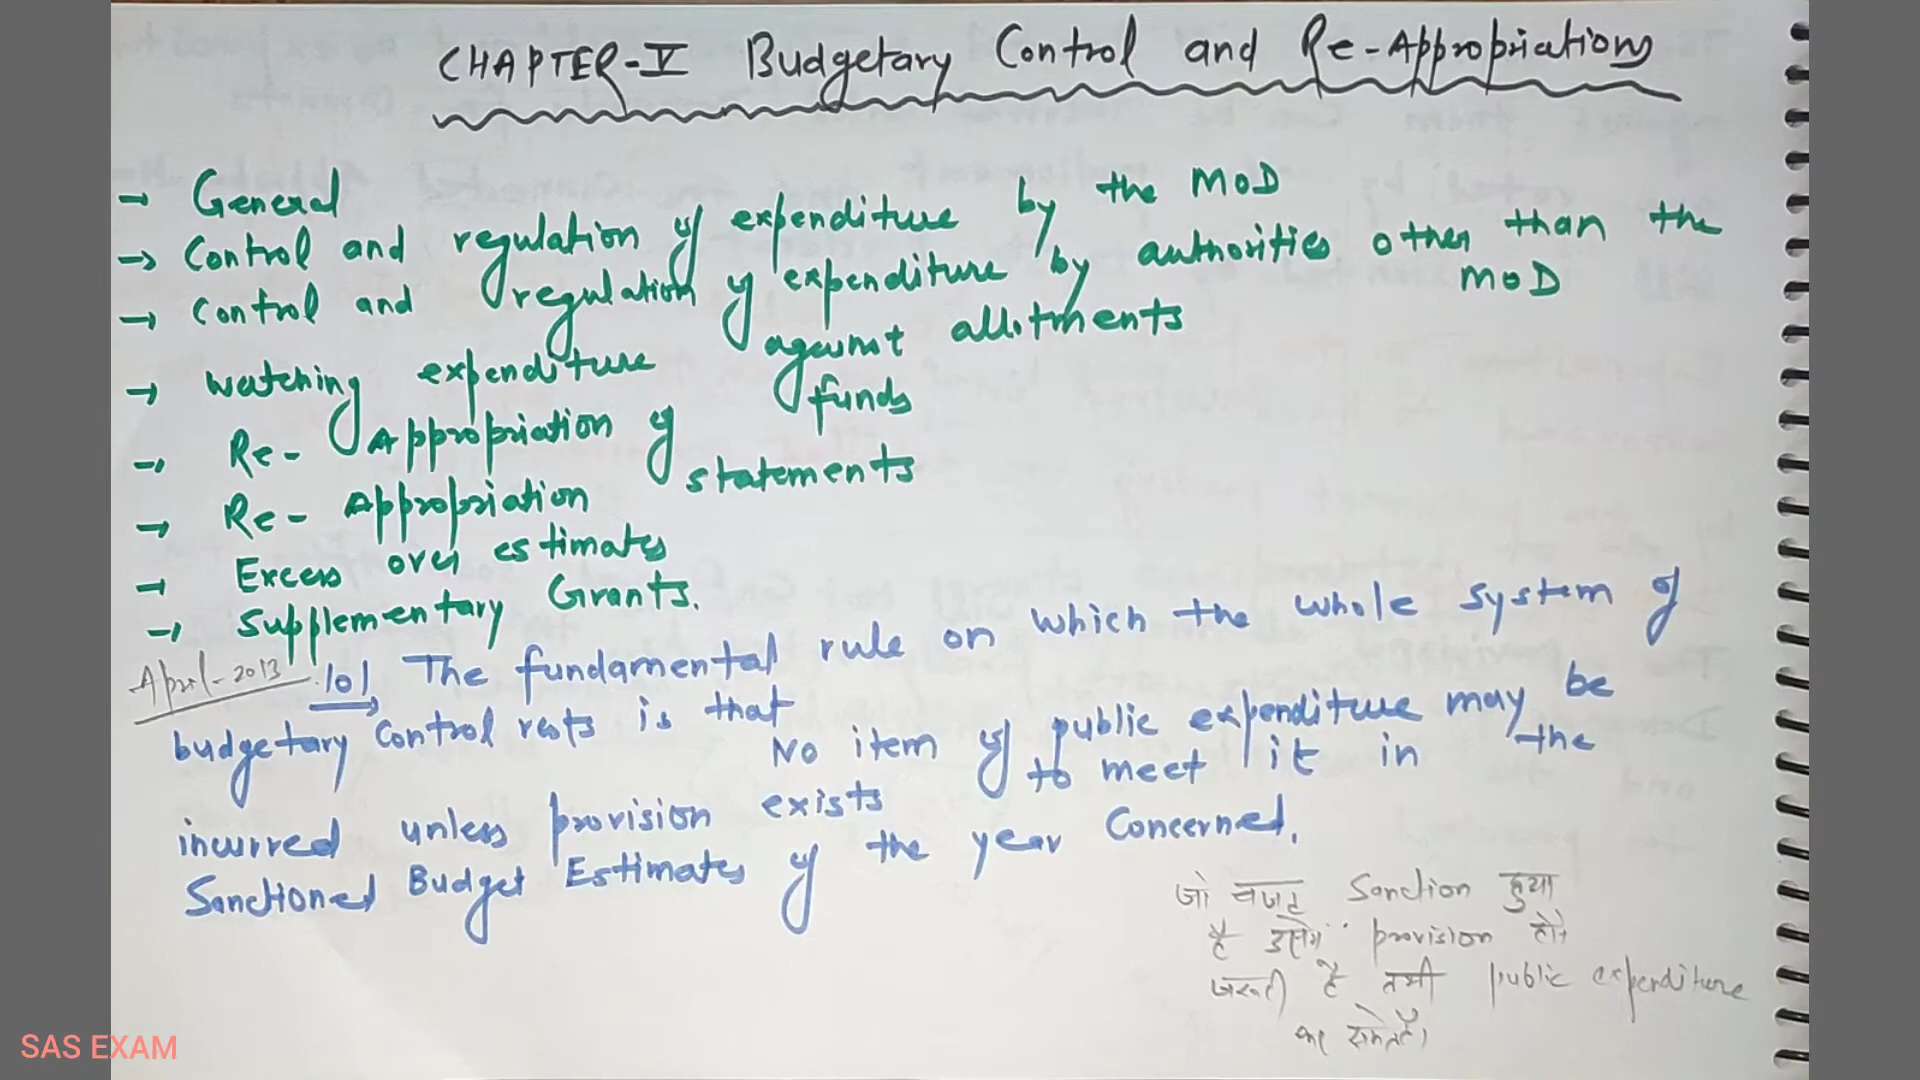 CHAPTER-V Budgetary Control and Re-Appropriations
→ General
→ Control and regulation of expenditure by the MoD
→ Control and regulation of expenditure by authorities other than the MoD
→ Watching expenditure against allotments
→ Re-Appropriation of funds
→ Re-Appropriation statements
→ Excess over estimates
→ Supplementary Grants.
April-2013 101 The fundamental rule on which the whole system of
budgetary control rests is that No item of public expenditure may be
incurred unless provision exists to meet it in the
Sanctioned Budget Estimates of the year Concerned.
जो बजट Sanction हुया
है उसमें provision होना
जरूरी है तभी public expenditure
कर सकते है।
SAS EXAM